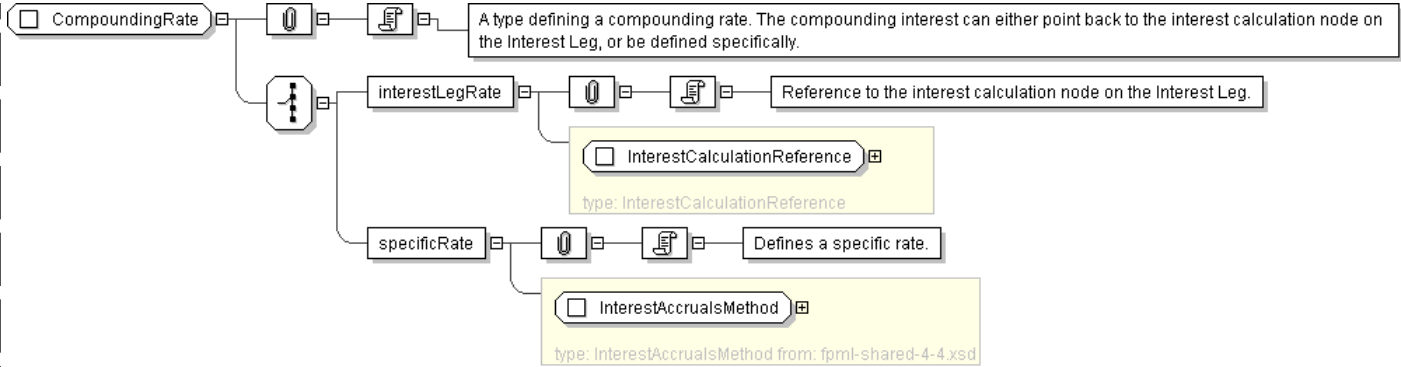 CompoundingRate
A type defining a compounding rate. The compounding interest can either point back to the interest calculation node on
the Interest Leg, or be defined specifically.
interestLegRate
Reference to the interest calculation node on the Interest Leg.
InterestCalculationReference
type: InterestCalculationReference
specificRate
Defines a specific rate.
InterestAccrualsMethod
type: InterestAccrualsMethod from: fpml-shared-4-4.xsd